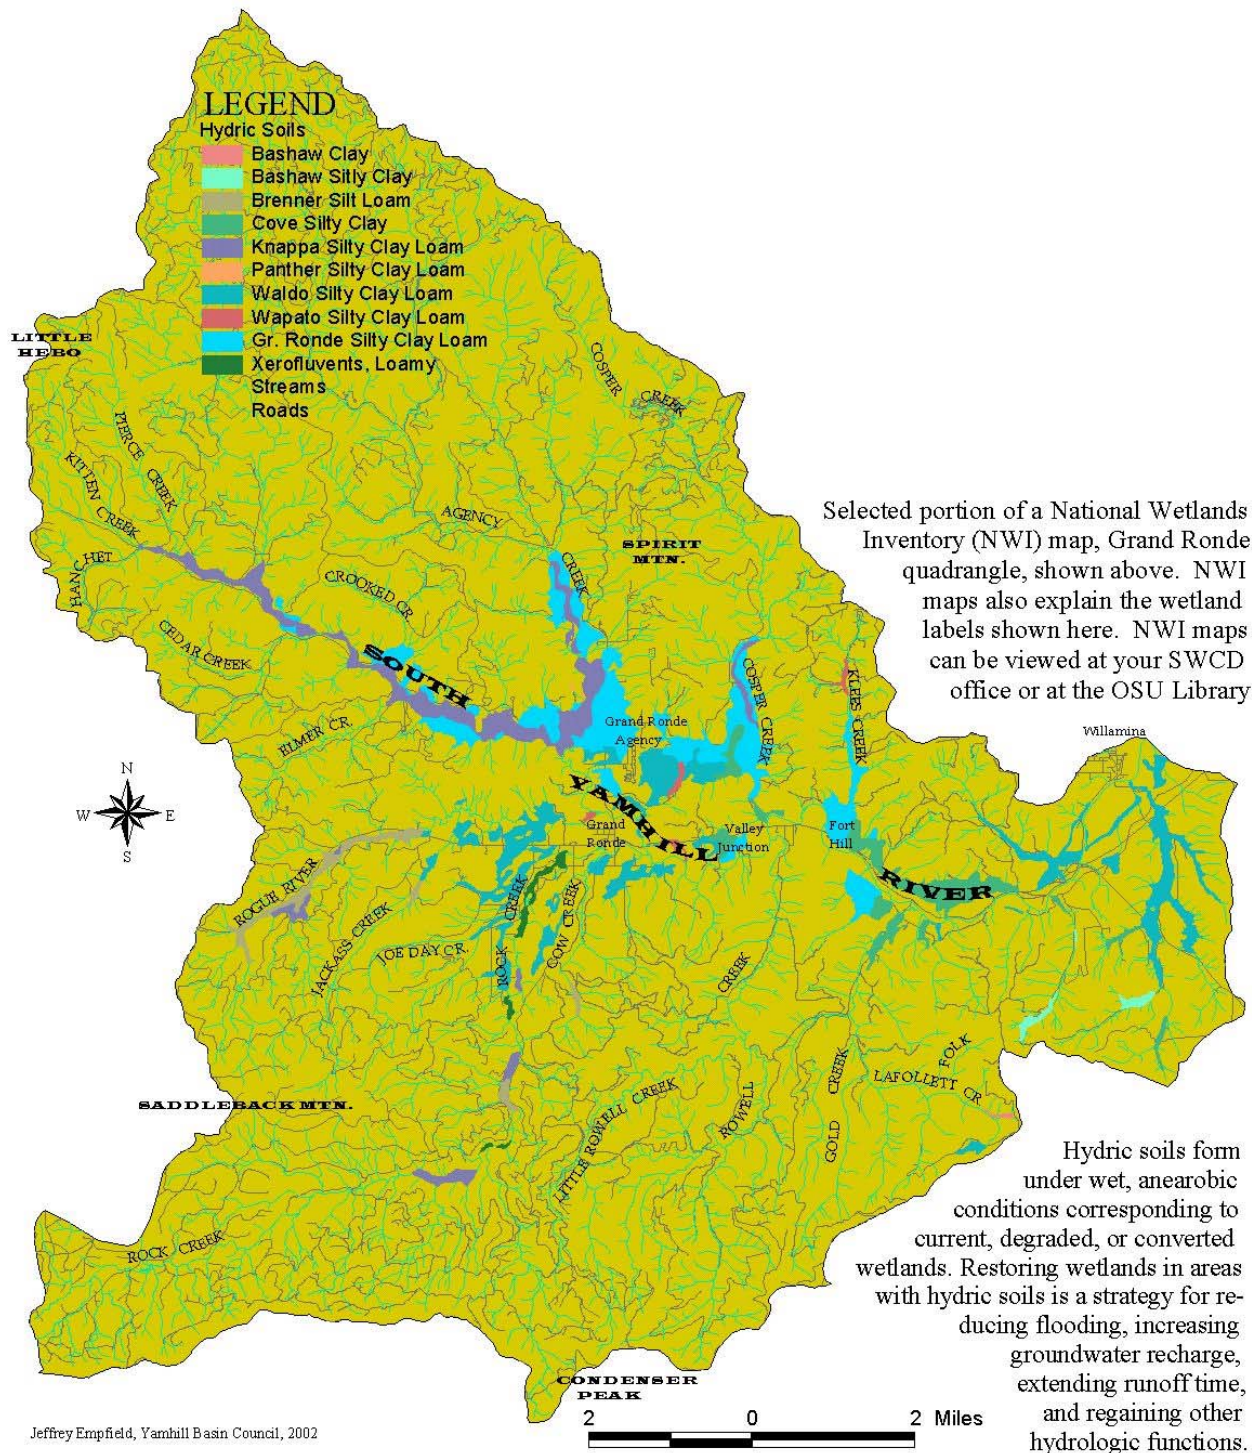 LEGEND
Hydric Soils
Bashaw Clay
Bashaw Sitly Clay
Brenner Silt Loam
Cove Silty Clay
Knappa Silty Clay Loam
Panther Silty Clay Loam
Waldo Silty Clay Loam
Wapato Silty Clay Loam
Gr. Ronde Silty Clay Loam
Xerofluvents, Loamy
Streams
Roads
LITTLE
HEBO
COSPER
CREEK
PIERCE CREEK
KITTEN CREEK
HANCHET
AGENCY
CREEK
SPIRIT
MTN.
CROOKED CR
CEDAR CREEK
ELMER CR.
SOUTH
YAMHILL
RIVER
COSPER CREEK
KLEES CREEK
Grand Ronde
Agency
Willamina
Selected portion of a National Wetlands
Inventory (NWI) map, Grand Ronde
quadrangle, shown above. NWI
maps also explain the wetland
labels shown here. NWI maps
can be viewed at your SWCD
office or at the OSU Library
N
W
E
S
Grand
Ronde
Valley
Junction
Fort
Hill
ROGUE RIVER
JACKASS CREEK
JOE DAY CR.
ROCK CREEK
COW CREEK
CREEK
ROWELL
LITTLE ROWELL CREEK
GOLD CREEK
FOLK
LAFOLLETT CR
SADDLEBACK MTN.
ROCK CREEK
CONDENSER
PEAK
Hydric soils form
under wet, anearobic
conditions corresponding to
current, degraded, or converted
wetlands. Restoring wetlands in areas
with hydric soils is a strategy for re-
ducing flooding, increasing
groundwater recharge,
extending runoff time,
and regaining other
hydrologic functions
2 0 2 Miles
Jeffrey Empfield, Yamhill Basin Council, 2002